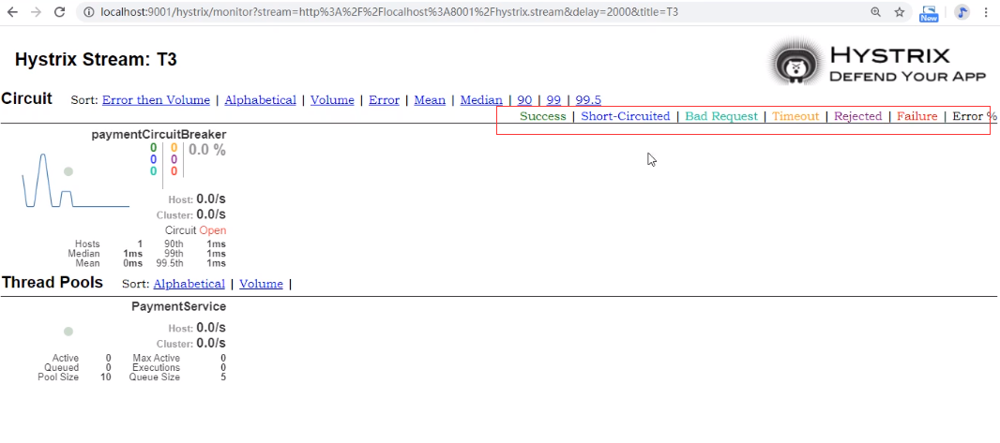 localhost:9001/hystrix/monitor?stream=http%3A%2F%2Flocalhost%3A8001%2Fhystrix.stream&delay=2000&title=T3
New
Hystrix Stream: T3
HYSTRIX
DEFEND YOUR APP
Circuit Sort: Error then Volume | Alphabetical | Volume | Error | Mean | Median | 90 | 99 | 99.5
Success | Short-Circuited | Bad Request | Timeout | Rejected | Failure | Error %
paymentCircuitBreaker
0 0 0.0 %
0 0
0 0
Host: 0.0/s
Cluster: 0.0/s
Circuit Open
Hosts 1 90th 1ms
Median 1ms 99th 1ms
Mean 0ms 99.5th 1ms
Thread Pools Sort: Alphabetical | Volume |
PaymentService
Host: 0.0/s
Cluster: 0.0/s
Active 0 Max Active 0
Queued 0 Executions 0
Pool Size 10 Queue Size 5